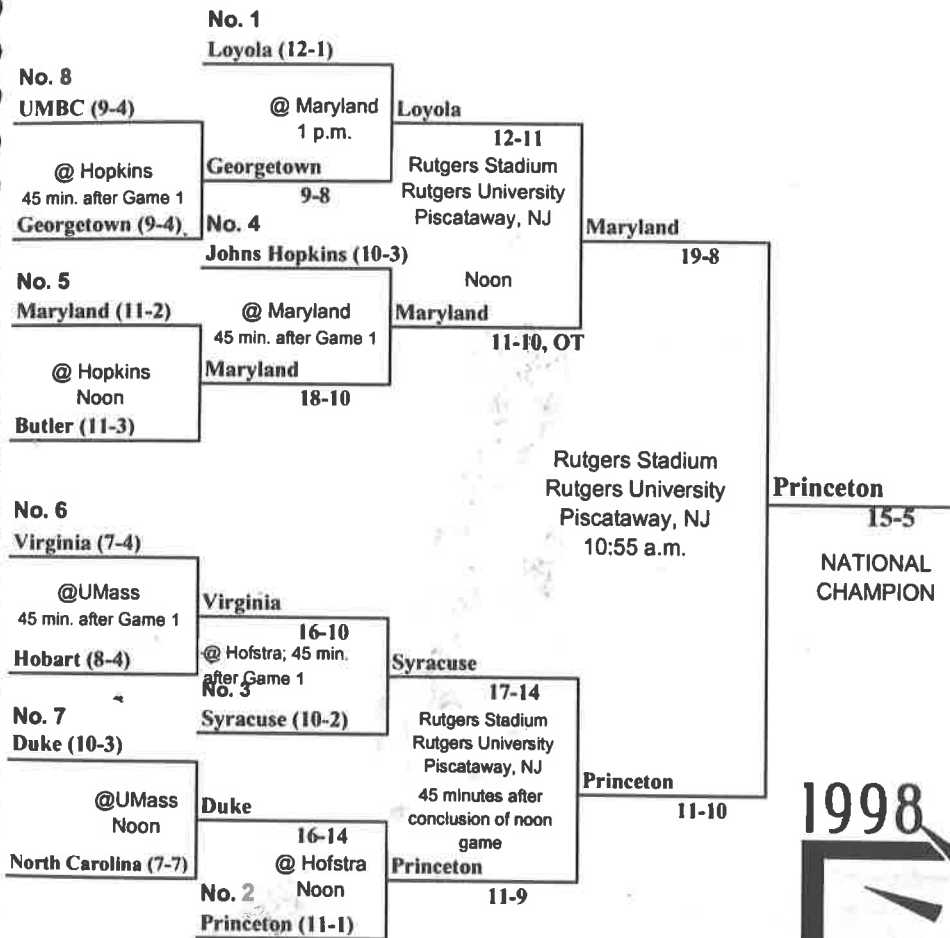 No. 1
Loyola (12-1)
No. 8
UMBC (9-4)
@ Maryland
1 p.m.
Loyola
12-11
@ Hopkins
45 min. after Game 1
Georgetown
9-8
Rutgers Stadium
Rutgers University
Piscataway, NJ
Georgetown (9-4)
No. 4
Johns Hopkins (10-3)
Maryland
19-8
Noon
No. 5
Maryland (11-2)
@ Maryland
45 min. after Game 1
Maryland
11-10, OT
@ Hopkins
Noon
Maryland
18-10
Butler (11-3)
Rutgers Stadium
Rutgers University
Piscataway, NJ
10:55 a.m.
Princeton
15-5
NATIONAL
CHAMPION
No. 6
Virginia (7-4)
@UMass
45 min. after Game 1
Virginia
16-10
Hobart (8-4)
@ Hofstra; 45 min.
after Game 1
No. 3
Syracuse (10-2)
Syracuse
17-14
No. 7
Duke (10-3)
Rutgers Stadium
Rutgers University
Piscataway, NJ
45 minutes after
conclusion of noon
game
Princeton
11-10
@UMass
Noon
Duke
16-14
North Carolina (7-7)
@ Hofstra
Noon
Princeton
11-9
No. 2
Princeton (11-1)
1998